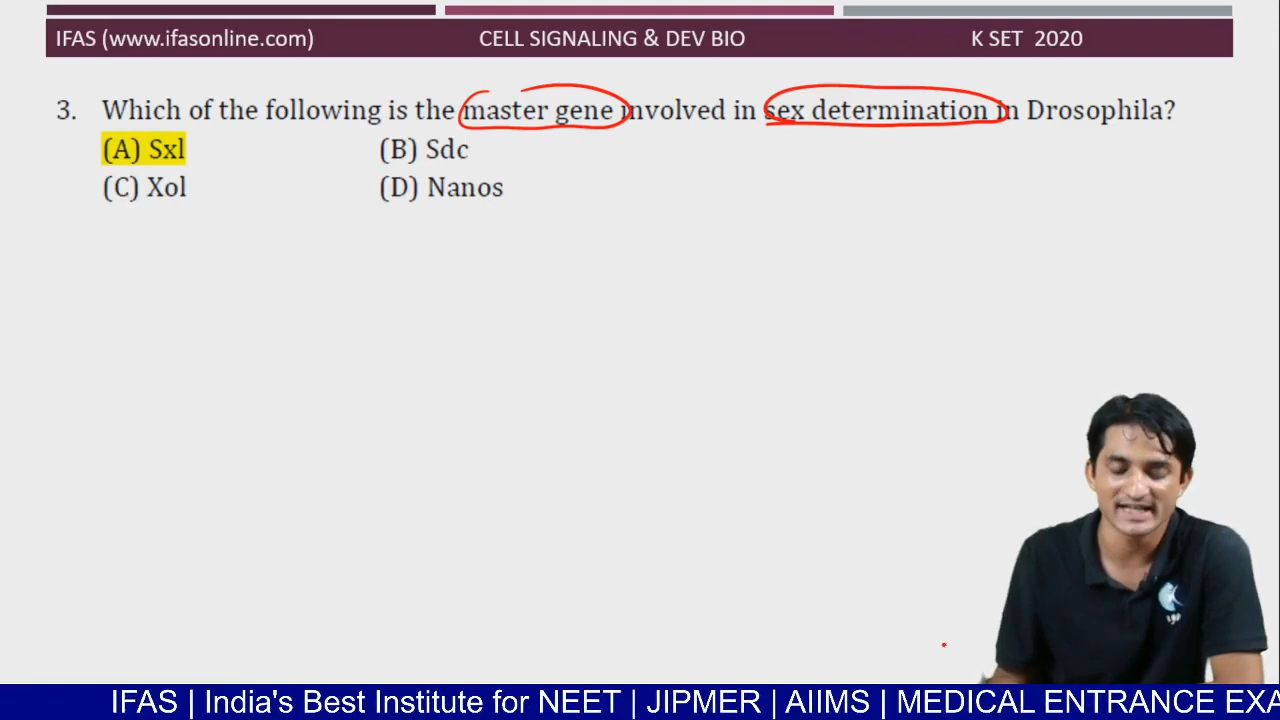 IFAS (www.ifasonline.com) CELL SIGNALING & DEV BIO K SET 2020
3. Which of the following is the master gene involved in sex determination in Drosophila?
(A) Sxl (B) Sdc
(C) Xol (D) Nanos
IFAS | India's Best Institute for NEET | JIPMER | AIIMS | MEDICAL ENTRANCE EXA